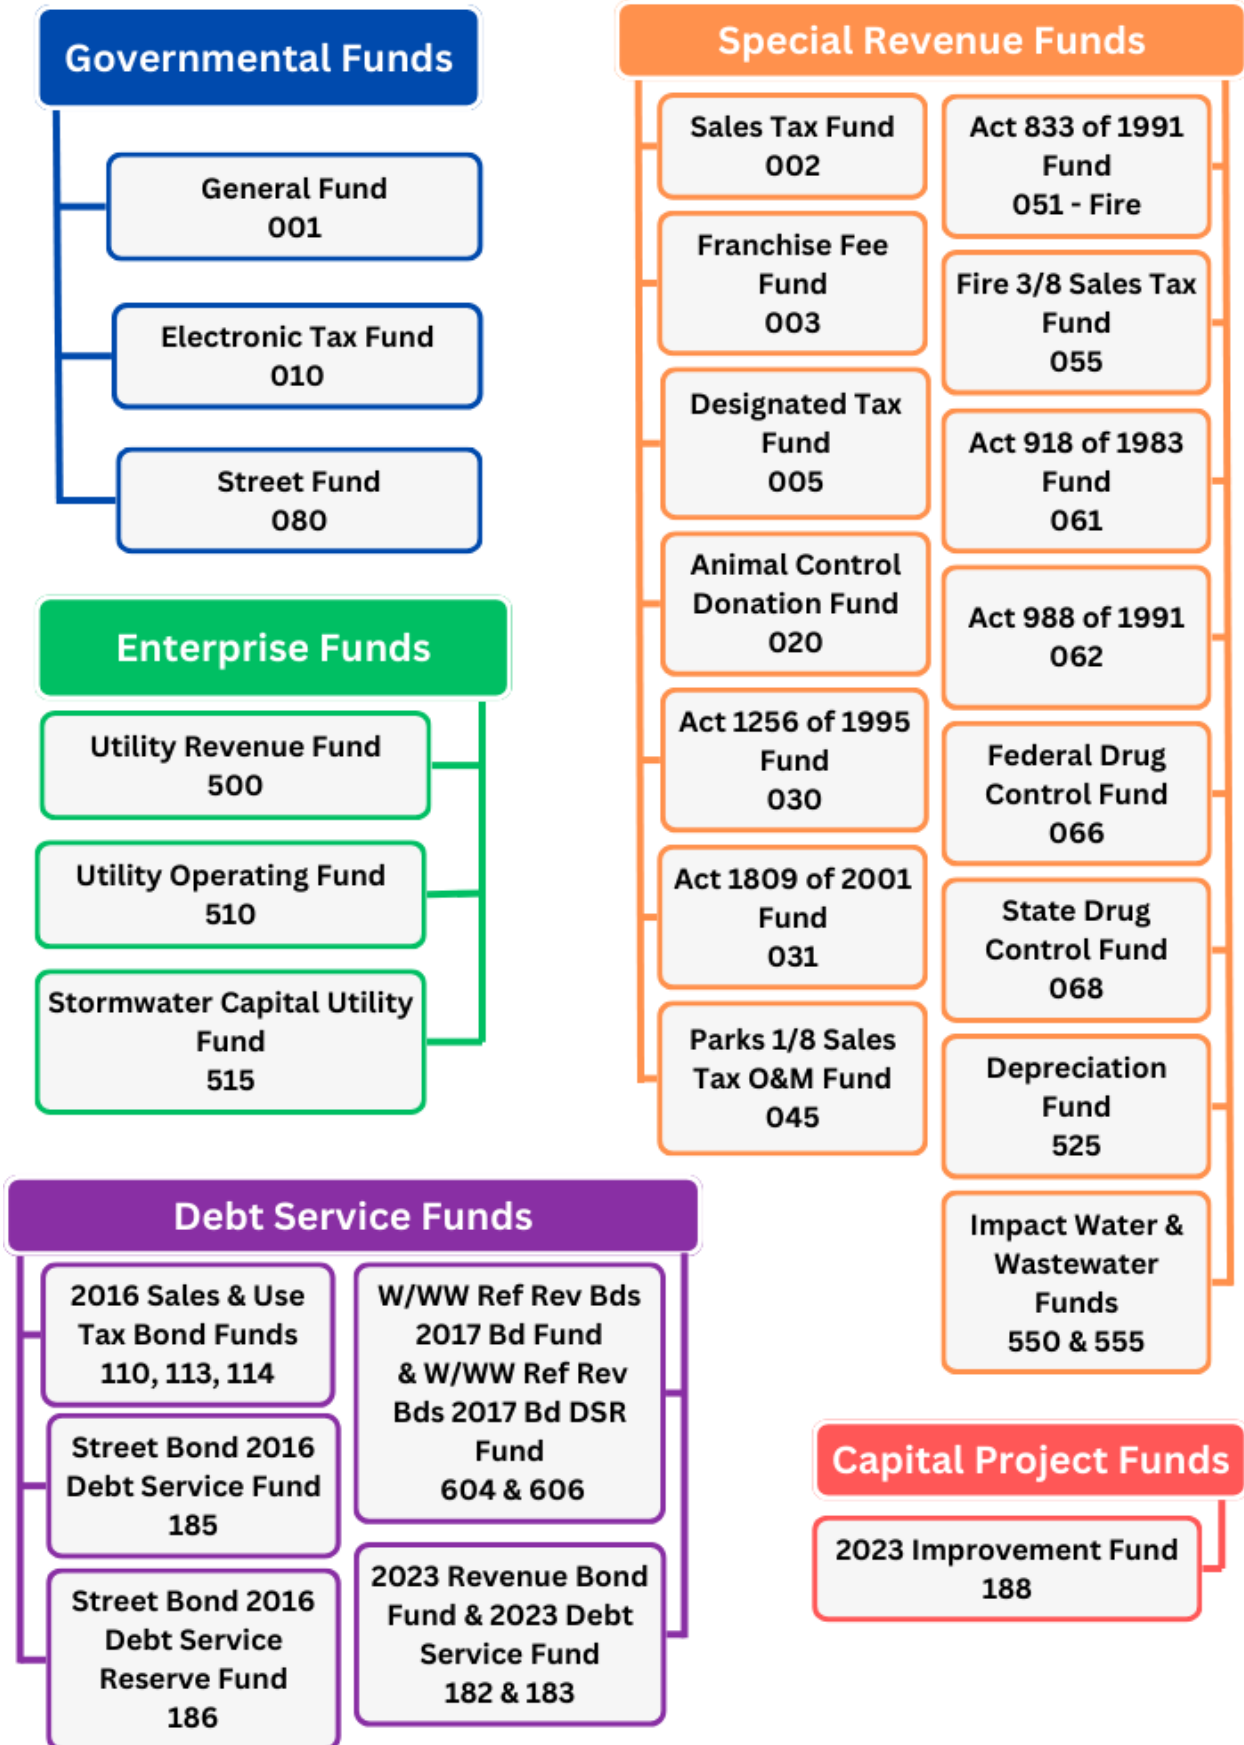 Governmental Funds
General Fund
001
Electronic Tax Fund
010
Street Fund
080
Enterprise Funds
Utility Revenue Fund
500
Utility Operating Fund
510
Stormwater Capital Utility
Fund
515
Special Revenue Funds
Sales Tax Fund
002
Franchise Fee
Fund
003
Designated Tax
Fund
005
Animal Control
Donation Fund
020
Act 1256 of 1995
Fund
030
Act 1809 of 2001
Fund
031
Parks 1/8 Sales
Tax O&M Fund
045
Act 833 of 1991
Fund
051 - Fire
Fire 3/8 Sales Tax
Fund
055
Act 918 of 1983
Fund
061
Act 988 of 1991
062
Federal Drug
Control Fund
066
State Drug
Control Fund
068
Depreciation
Fund
525
Impact Water &
Wastewater
Funds
550 & 555
Debt Service Funds
2016 Sales & Use
Tax Bond Funds
110, 113, 114
Street Bond 2016
Debt Service Fund
185
Street Bond 2016
Debt Service
Reserve Fund
186
W/WW Ref Rev Bds
2017 Bd Fund
& W/WW Ref Rev
Bds 2017 Bd DSR
Fund
604 & 606
2023 Revenue Bond
Fund & 2023 Debt
Service Fund
182 & 183
Capital Project Funds
2023 Improvement Fund
188